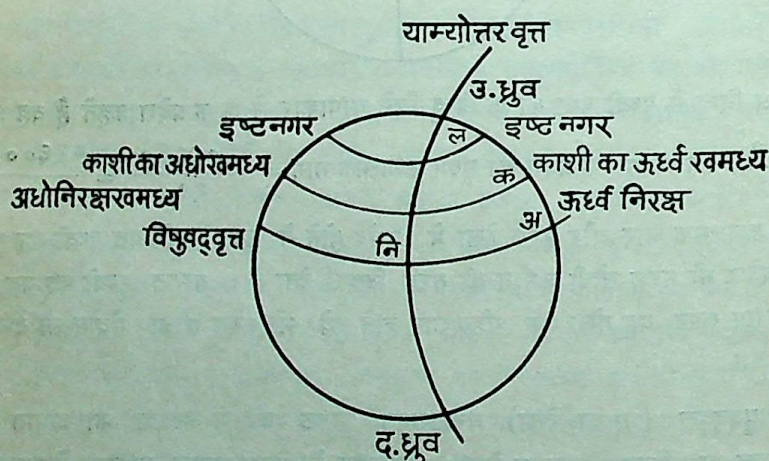 याम्योत्तर वृत्त
उ. ध्रुव
इष्टनगर
ल
इष्ट नगर
काशी का अधोखमध्य
क
काशी का ऊर्ध्व खमध्य
अधोनिरक्षखमध्य
अ
ऊर्ध्व निरक्ष
विषुवद्वृत्त
नि
द. ध्रुव